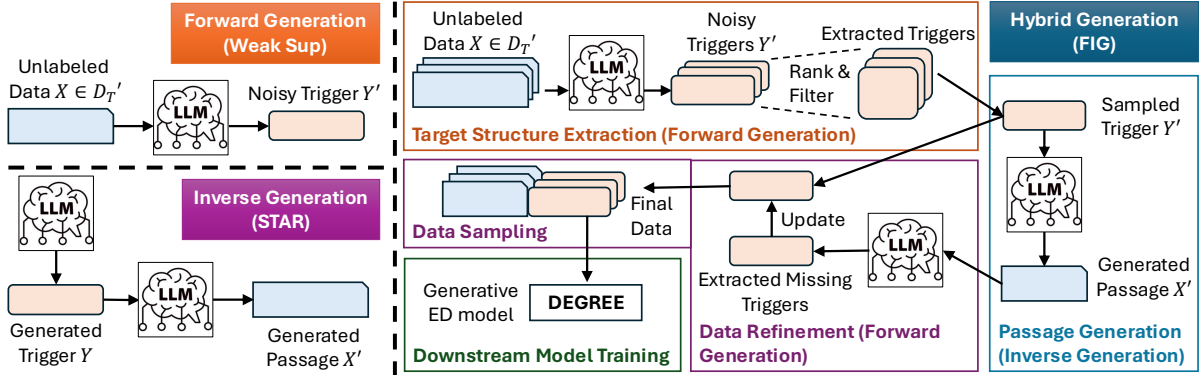 Forward Generation
(Weak Sup)
Unlabeled
Data X ∈ D_T′
LLM
Noisy Trigger Y′
Inverse Generation
(STAR)
LLM
LLM
Generated
Trigger Y
Generated
Passage X′
Unlabeled
Data X ∈ D_T′
LLM
Noisy
Triggers Y′
Rank &
Filter
Extracted Triggers
Target Structure Extraction (Forward Generation)
Hybrid Generation
(FIG)
Sampled
Trigger Y′
LLM
Generated
Passage X′
Passage Generation
(Inverse Generation)
Final
Data
Data Sampling
Update
LLM
Extracted Missing
Triggers
Data Refinement (Forward
Generation)
Generative
ED model
DEGREE
Downstream Model Training